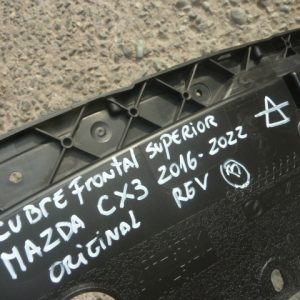 CUBRE Frontal SUPERIOR
MAZDA CX3 2016-2022
ORIGINAL REV